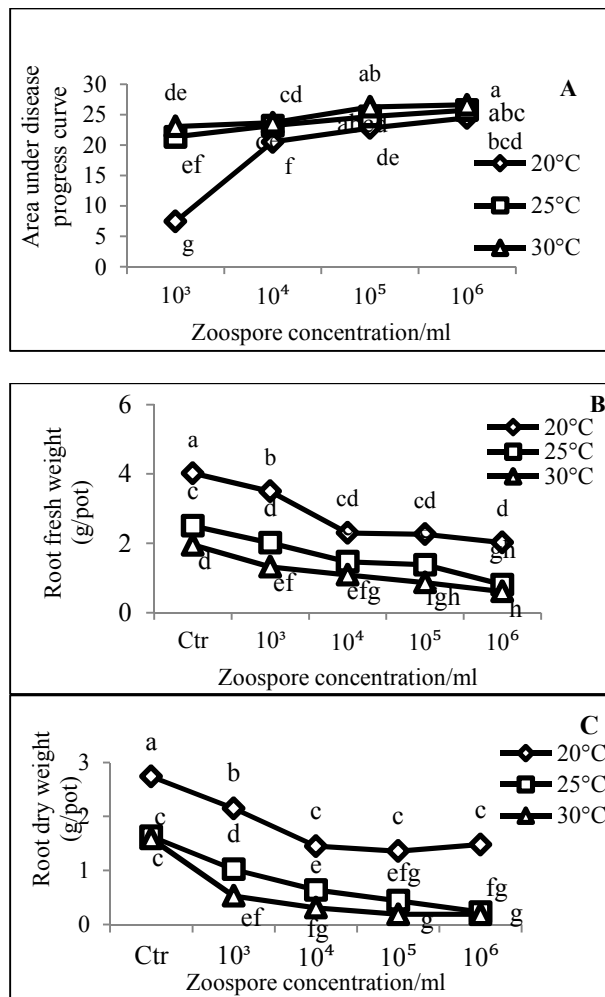 A
Area under disease
progress curve
30
25
20
15
10
5
0
de
cd
ab
a
abc
bcd
abcd
ef
f
de
g
20°C
25°C
30°C
10³ 10⁴ 10⁵ 10⁶
Zoospore concentration/ml
B
Root fresh weight
(g/pot)
6
4
2
0
20°C
25°C
30°C
a
b
cd
cd
d
c
d
gh
d
ef
efg
fgh
h
Ctr 10³ 10⁴ 10⁵ 10⁶
Zoospore concentration/ml
C
Root dry weight
(g/pot)
3
2
1
0
20°C
25°C
30°C
a
b
c
c
c
c
d
e
efg
fg
c
ef
fg
g
g
Ctr 10³ 10⁴ 10⁵ 10⁶
Zoospore concentration/ml